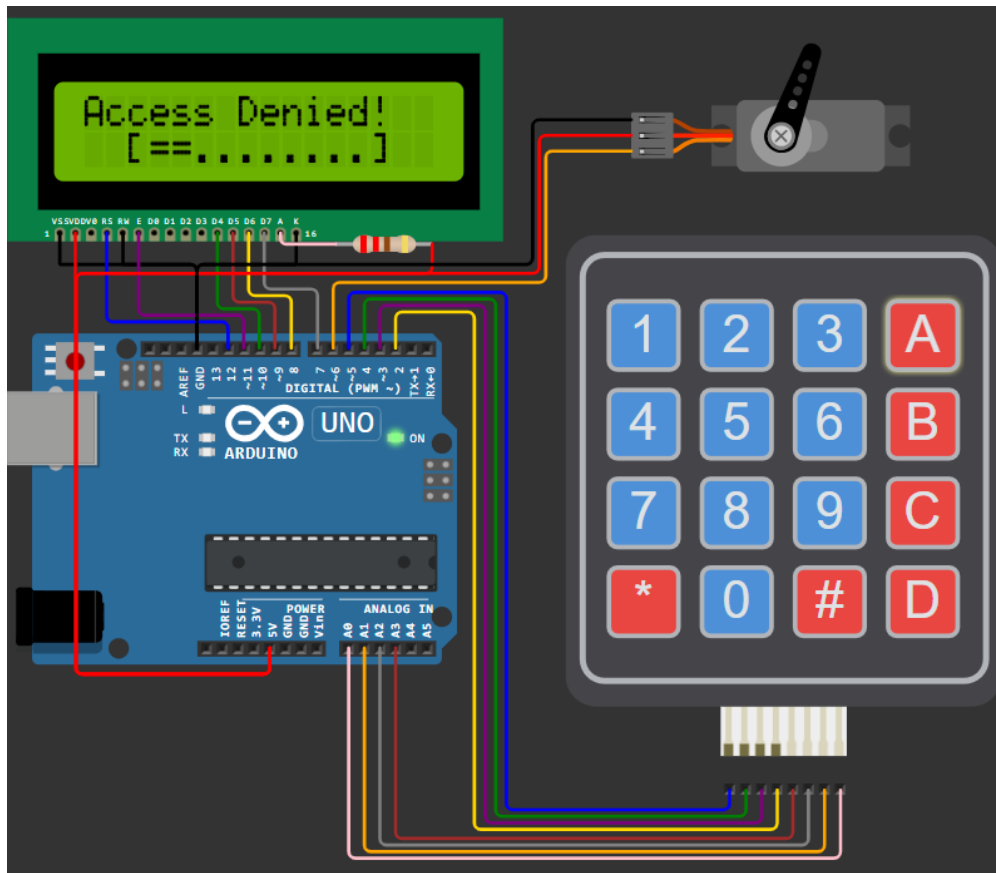 Access Denied!
[==........]
VSS VDD V0 RS RW E D0 D1 D2 D3 D4 D5 D6 D7 A K
1 16
AREF GND 13 12 ~11 ~10 ~9 8 7 ~6 ~5 4 ~3 2 TX→1 RX←0
DIGITAL (PWM ~)
L
TX
RX
UNO
ARDUINO
ON
1 2 3 A
4 5 6 B
7 8 9 C
* 0 # D
POWER
ANALOG IN
IOREF RESET 3.3V 5V GND GND Vin A0 A1 A2 A3 A4 A5